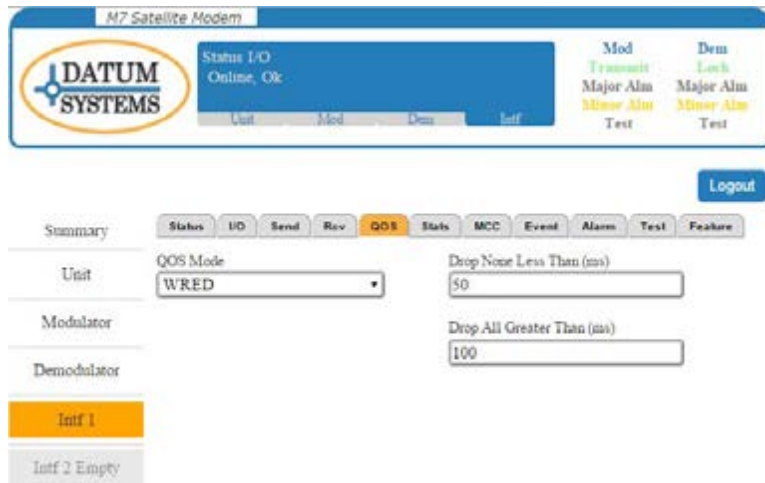 M7 Satellite Modem
DATUM SYSTEMS
Status I/O
Online, Ok
Unit Mod Dem Intf
Mod Dem
Transmit Lock
Major Alm Major Alm
Minor Alm Minor Alm
Test Test
Logout
Summary
Unit
Modulator
Demodulator
Intf 1
Intf 2 Empty
Status I/O Send Rcv QOS Stats MCC Event Alarm Test Feature
QOS Mode
WRED
Drop None Less Than (ms)
50
Drop All Greater Than (ms)
100